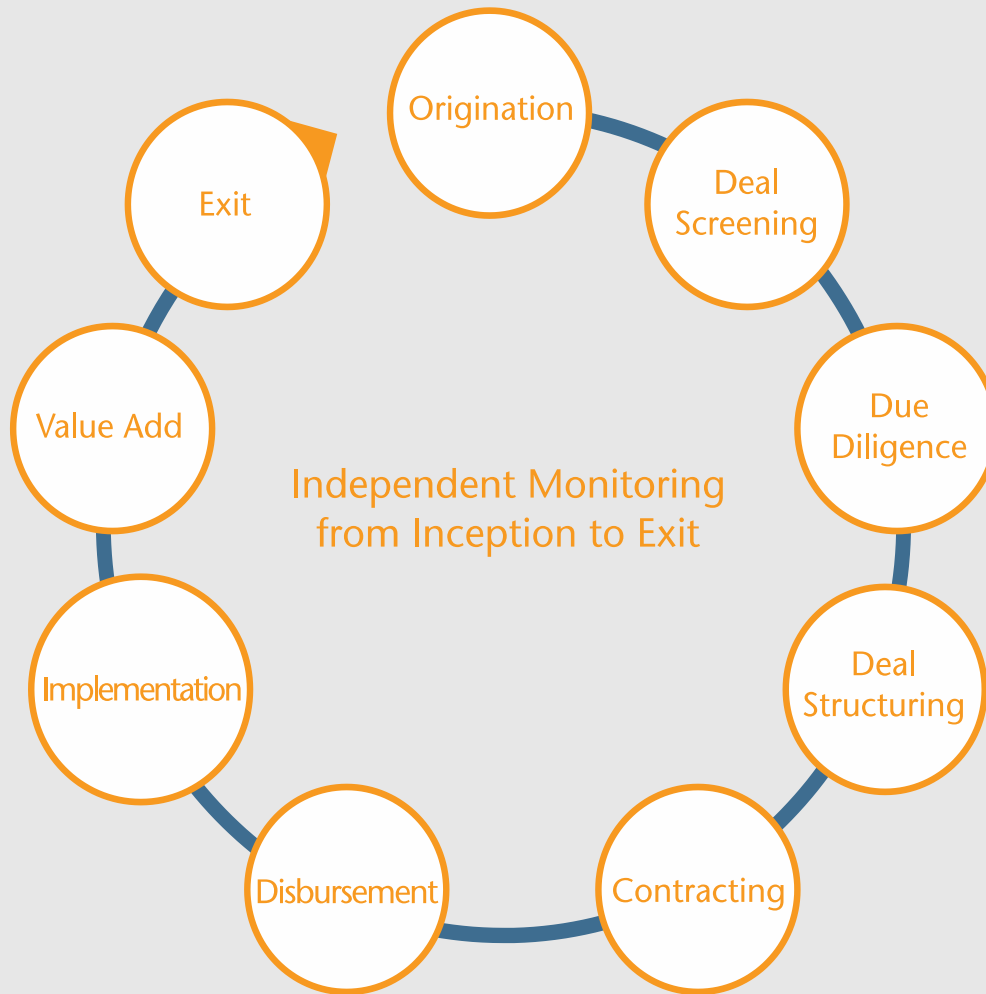 Origination
Deal
Screening
Due
Diligence
Deal
Structuring
Contracting
Disbursement
Implementation
Value Add
Exit
Independent Monitoring
from Inception to Exit